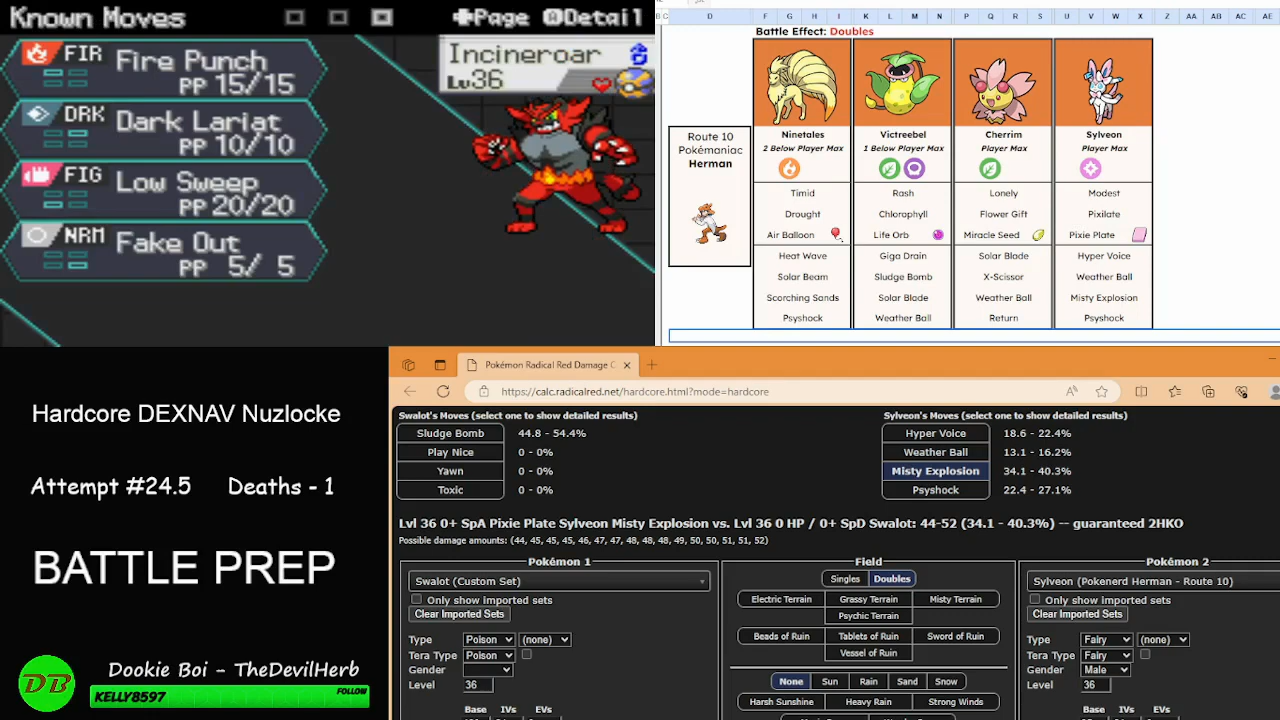 Known Moves
Page
A Detail
FIR Fire Punch
PP 15/15
DRK Dark Lariat
PP 10/10
FIG Low Sweep
PP 20/20
NRM Fake Out
PP 5/ 5
Incineroar
Lv36
B C D F G H I K L M N P Q R S U V W X Z AA AB AC AE
Battle Effect: Doubles
Route 10
Pokémaniac
Herman
Ninetales Victreebel Cherrim Sylveon
2 Below Player Max 1 Below Player Max Player Max Player Max
Timid Rash Lonely Modest
Drought Chlorophyll Flower Gift Pixilate
Air Balloon Life Orb Miracle Seed Pixie Plate
Heat Wave Giga Drain Solar Blade Hyper Voice
Solar Beam Sludge Bomb X-Scissor Weather Ball
Scorching Sands Solar Blade Weather Ball Misty Explosion
Psyshock Weather Ball Return Psyshock
Hardcore DEXNAV Nuzlocke
Attempt #24.5 Deaths - 1
BATTLE PREP
DB
Dookie Boi - TheDevilHerb
KELLY8597
FOLLOW
Pokémon Radical Red Damage C
https://calc.radicalred.net/hardcore.html?mode=hardcore
Swalot's Moves (select one to show detailed results) Sylveon's Moves (select one to show detailed results)
Sludge Bomb 44.8 - 54.4% Hyper Voice 18.6 - 22.4%
Play Nice 0 - 0% Weather Ball 13.1 - 16.2%
Yawn 0 - 0% Misty Explosion 34.1 - 40.3%
Toxic 0 - 0% Psyshock 22.4 - 27.1%
Lvl 36 0+ SpA Pixie Plate Sylveon Misty Explosion vs. Lvl 36 0 HP / 0+ SpD Swalot: 44-52 (34.1 - 40.3%) -- guaranteed 2HKO
Possible damage amounts: (44, 45, 45, 45, 46, 47, 47, 48, 48, 48, 49, 50, 50, 51, 51, 52)
Pokémon 1
Swalot (Custom Set)
Only show imported sets
Clear Imported Sets
Type Poison (none)
Tera Type Poison
Gender
Level 36
Base IVs EVs
Field
Singles Doubles
Electric Terrain Grassy Terrain Misty Terrain
Psychic Terrain
Beads of Ruin Tablets of Ruin Sword of Ruin
Vessel of Ruin
None Sun Rain Sand Snow
Harsh Sunshine Heavy Rain Strong Winds
Pokémon 2
Sylveon (Pokenerd Herman - Route 10)
Only show imported sets
Clear Imported Sets
Type Fairy (none)
Tera Type Fairy
Gender Male
Level 36
Base IVs EVs